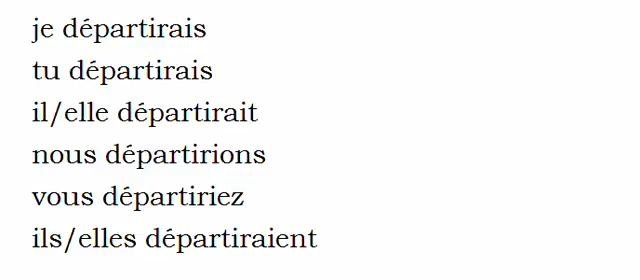 je départirais
tu départirais
il/elle départirait
nous départirions
vous départiriez
ils/elles départiraient